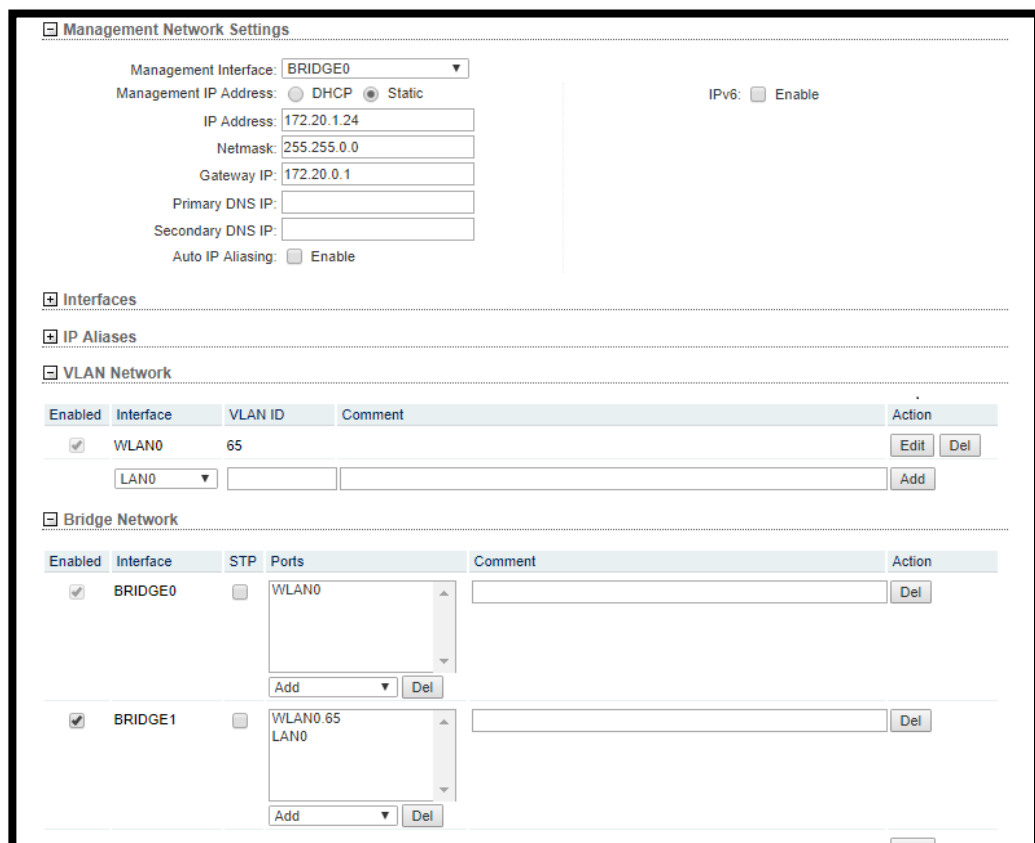 Management Network Settings
Management Interface: BRIDGE0
Management IP Address: DHCP Static
IPv6: Enable
IP Address: 172.20.1.24
Netmask: 255.255.0.0
Gateway IP: 172.20.0.1
Primary DNS IP:
Secondary DNS IP:
Auto IP Aliasing: Enable
Interfaces
IP Aliases
VLAN Network
Enabled Interface VLAN ID Comment Action
WLAN0 65 Edit Del
LAN0 Add
Bridge Network
Enabled Interface STP Ports Comment Action
BRIDGE0 WLAN0 Del
Add Del
BRIDGE1 WLAN0.65 Del
LAN0
Add Del